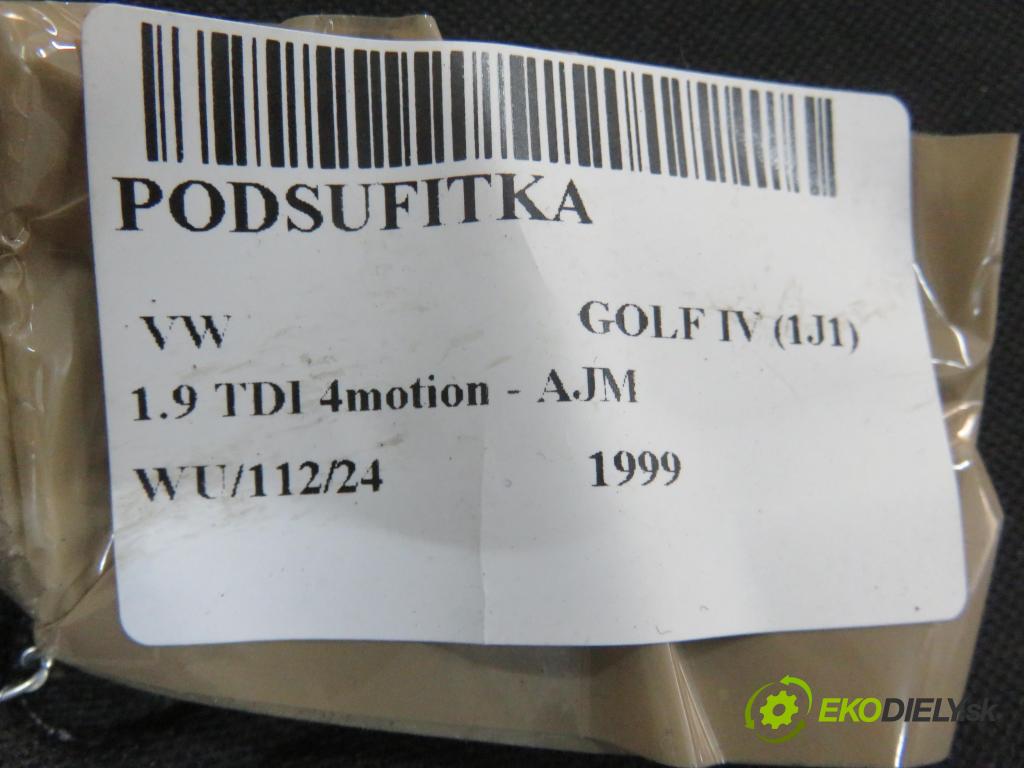 PODSUFITKA
VW GOLF IV (1J1)
1.9 TDI 4motion - AJM
WU/112/24 1999
EKODIELY.sk